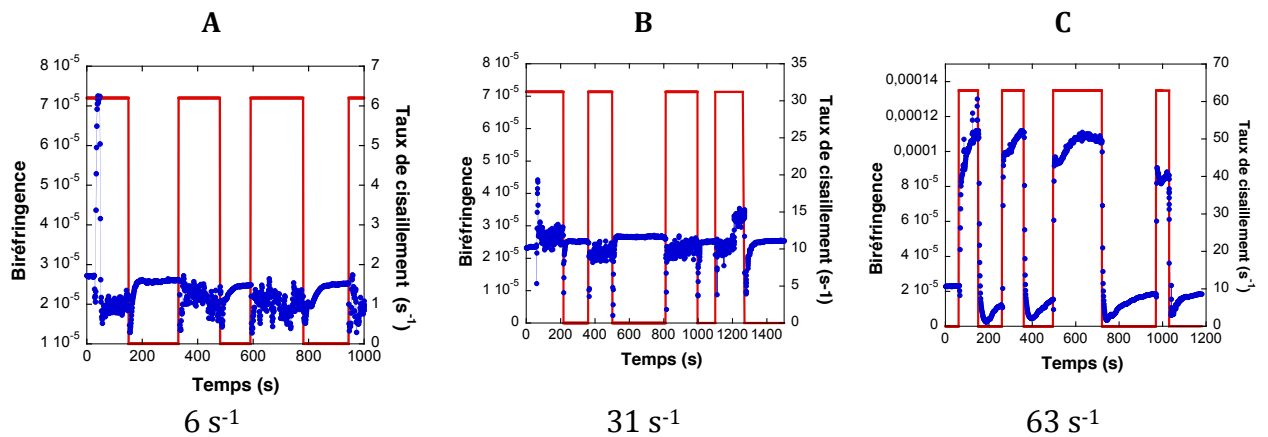 A
B
C
Biréfringence
8 10-5
7 10-5
6 10-5
5 10-5
4 10-5
3 10-5
2 10-5
1 10-5
0 200 400 600 800 1000
Temps (s)
7
6
5
4
3
2
1
0
Taux de cisaillement (s-1)
6 s-1
Biréfringence
8 10-5
7 10-5
6 10-5
5 10-5
4 10-5
3 10-5
2 10-5
1 10-5
0
0 200 400 600 800 1000 1200 1400
Temps (s)
35
30
25
20
15
10
5
0
Taux de cisaillement (s-1)
31 s-1
Biréfringence
0,00014
0,00012
0,0001
8 10-5
6 10-5
4 10-5
2 10-5
0
0 200 400 600 800 1000 1200
Temps (s)
70
60
50
40
30
20
10
0
Taux de cisaillement (s-1)
63 s-1